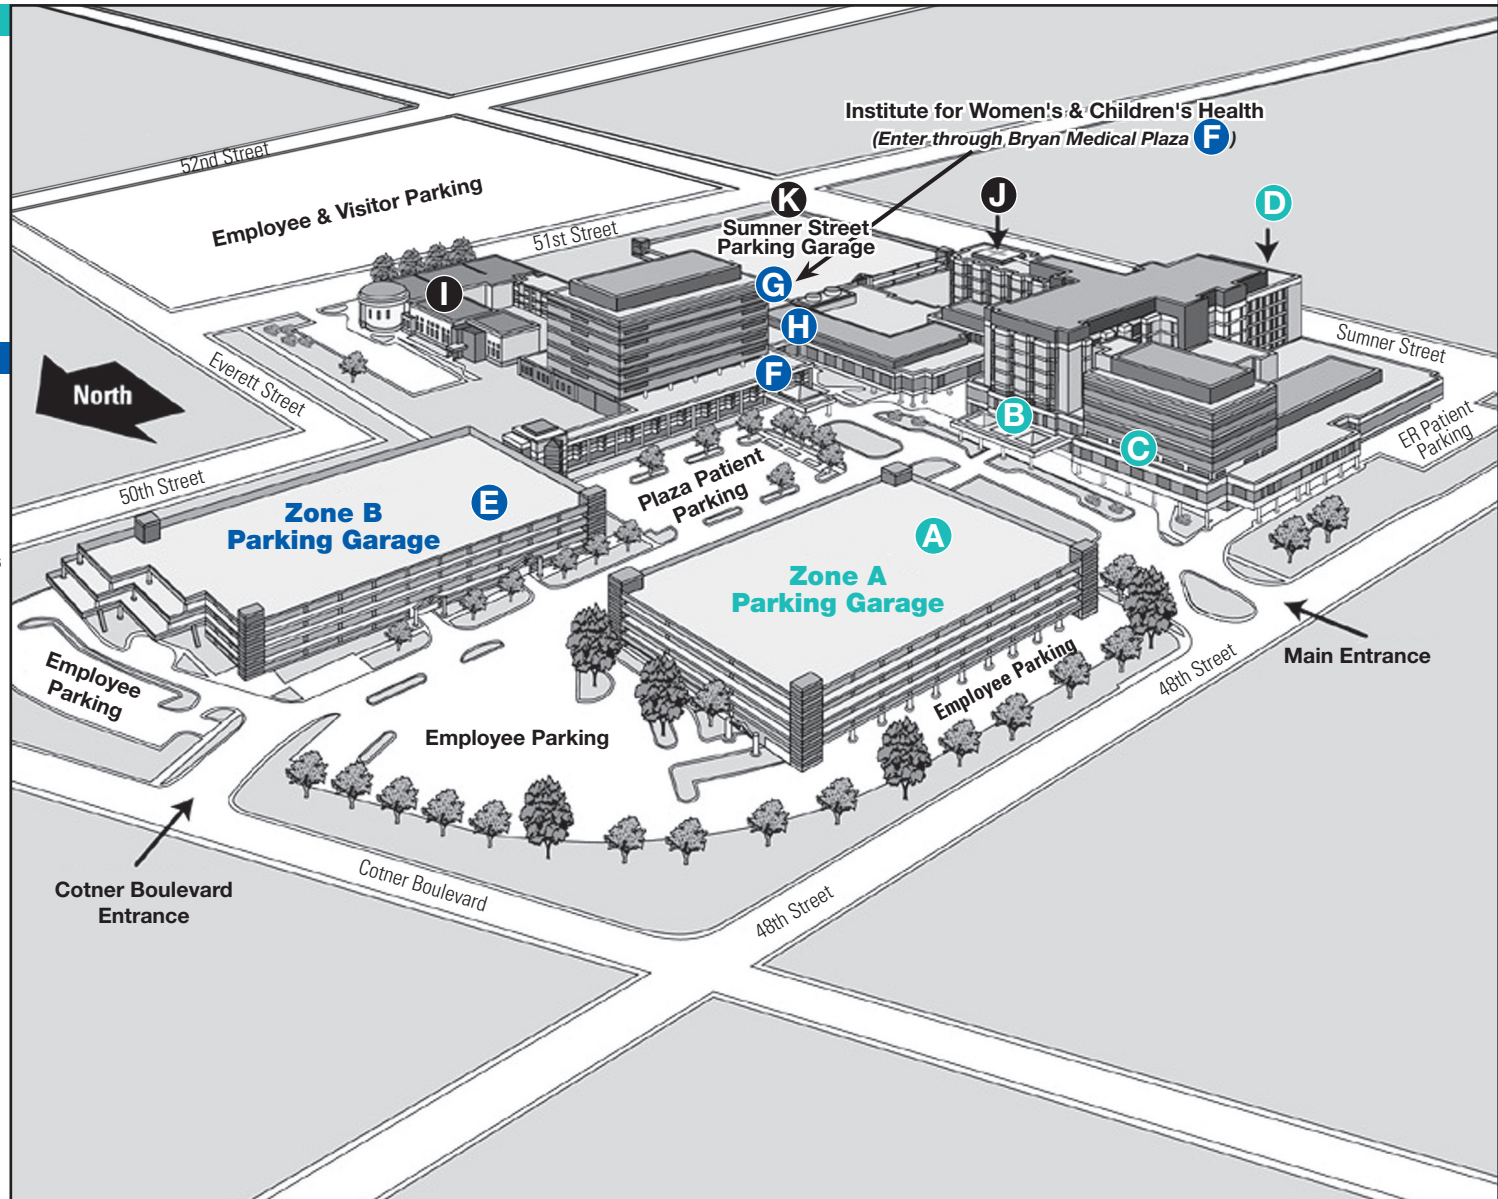 Institute for Women's & Children's Health
(Enter through Bryan Medical Plaza F)
52nd Street
Employee & Visitor Parking
K
J
D
Sumner Street
Parking Garage
51st Street
G
I
H
Sumner Street
Everett Street
F
North
B
ER Patient
Parking
C
Plaza Patient
Parking
50th Street
E
Zone B
Parking Garage
A
Zone A
Parking Garage
Main Entrance
Employee
Parking
Employee Parking
48th Street
Employee Parking
Cotner Boulevard
Entrance
Cotner Boulevard
48th Street